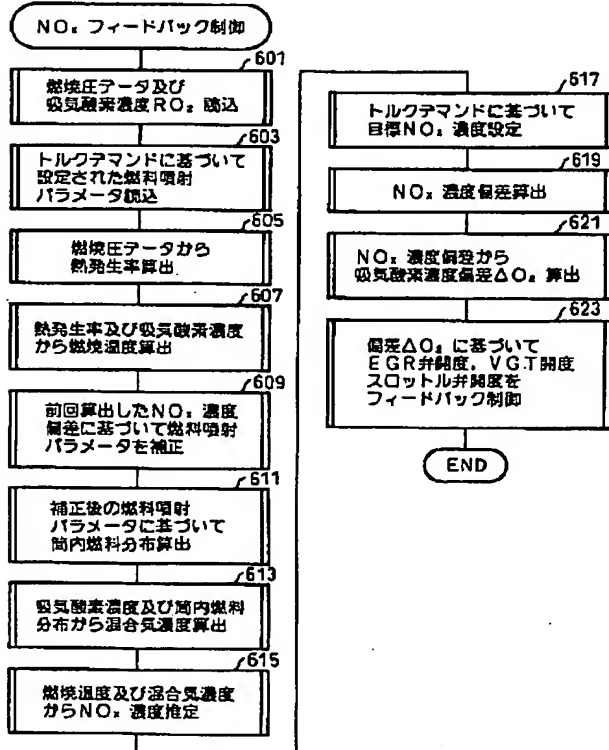 NOx フィードバック制御
601
燃焼圧データ及び
吸気酸素濃度RO2 読込
603
トルクデマンドに基づいて
設定された燃料噴射
パラメータ読込
605
燃焼圧データから
熱発生率算出
607
熱発生率及び吸気酸素濃度
から燃焼温度算出
609
前回算出したNOx 濃度
偏差に基づいて燃料噴射
パラメータを補正
611
補正後の燃料噴射
パラメータに基づいて
筒内燃料分布算出
613
吸気酸素濃度及び筒内燃料
分布から混合気濃度算出
615
燃焼温度及び混合気濃度
からNOx 濃度推定
617
トルクデマンドに基づいて
目標NOx 濃度設定
619
NOx 濃度偏差算出
621
NOx 濃度偏差から
吸気酸素濃度偏差ΔO2 算出
623
偏差ΔO2 に基づいて
EGR弁開度,VGT開度
スロットル弁開度を
フィードバック制御
END